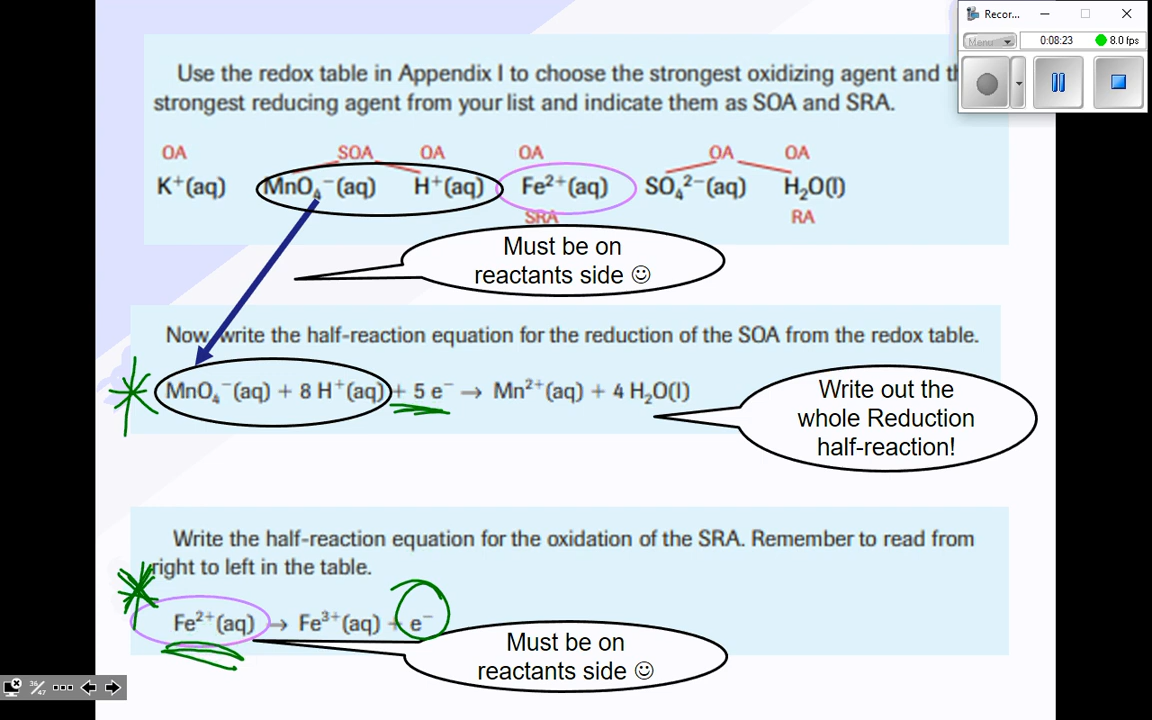 Recor...
Menu
0:08:23
8.0 fps
Use the redox table in Appendix I to choose the strongest oxidizing agent and th
strongest reducing agent from your list and indicate them as SOA and SRA.
OA SOA OA OA OA OA
K⁺(aq) MnO₄⁻(aq) H⁺(aq) Fe²⁺(aq) SO₄²⁻(aq) H₂O(l)
SRA RA
Must be on
reactants side ☺
Now, write the half-reaction equation for the reduction of the SOA from the redox table.
MnO₄⁻(aq) + 8 H⁺(aq) + 5 e⁻ → Mn²⁺(aq) + 4 H₂O(l)
Write out the
whole Reduction
half-reaction!
Write the half-reaction equation for the oxidation of the SRA. Remember to read from
right to left in the table.
Fe²⁺(aq) → Fe³⁺(aq) + e⁻
Must be on
reactants side ☺
36/47